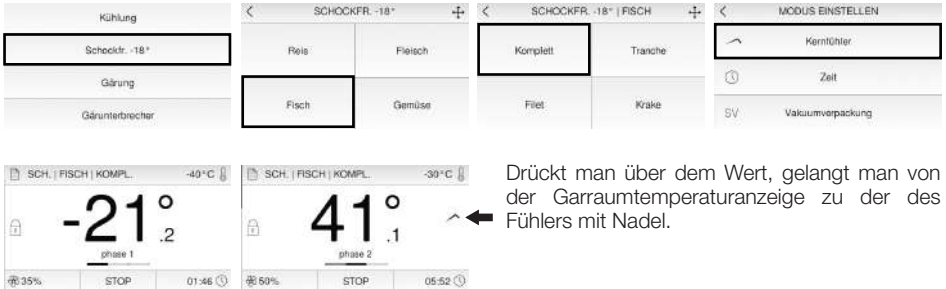 Kühlung
Schockfr. -18°
Gärung
Gärunterbrecher
SCHOCKFR. -18°
Reis
Fleisch
Fisch
Gemüse
SCHOCKFR. -18° | FISCH
Komplett
Tranche
Filet
Krake
MODUS EINSTELLEN
Kernfühler
Zeit
SV
Vakuumverpackung
SCH. | FISCH | KOMPL.
-40°C
-21°.2
phase 1
35%
STOP
01:46
SCH. | FISCH | KOMPL.
-30°C
41°.1
phase 2
50%
STOP
05:52
Drückt man über dem Wert, gelangt man von
der Garraumtemperaturanzeige zu der des
Fühlers mit Nadel.